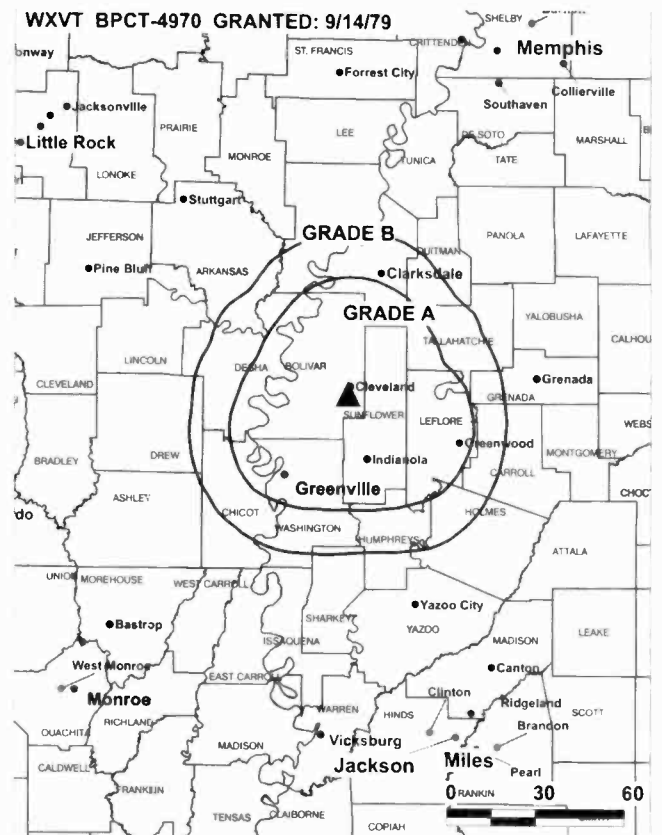 WXVT BPCT-4970 GRANTED: 9/14/79
SHELBY
CRITTENDEN
Memphis
ST. FRANCIS
Forrest City
Collierville
Southaven
Jacksonville
Little Rock
PRAIRIE
LONOKE
MONROE
LEE
TUNICA
DE SOTO
TATE
MARSHALL
Stuttgart
JEFFERSON
Pine Bluff
ARKANSAS
GRADE B
QUITMAN
PANOLA
LAFAYETTE
Clarksdale
GRADE A
YALOBUSHA
TALLAHATCHIE
CALHOU
LINCOLN
DESHA
BOLIVAR
CLEVELAND
Cleveland
Grenada
GRENADA
SUNFLOWER
LEFLORE
WEBS
BRADLEY
DREW
Indianola
Greenwood
MONTGOMERY
CARROLL
Greenville
ASHLEY
CHOC
do
CHICOT
WASHINGTON
HOLMES
HUMPHREYS
ATTALA
UNION
MOREHOUSE
WEST CARROLL
Yazoo City
YAZOO
SHARKEY
ISSAQUENA
Bastrop
MADISON
LEAKE
West Monroe
Monroe
EAST CARROLL
Canton
Clinton
Ridgeland
Brandon
SCOTT
WARREN
HINDS
OUACHITA
RICHLAND
MADISON
Vicksburg
Jackson
Miles
Pearl
CALDWELL
FRANKLIN
TENSAS
CLAIBORNE
COPIAH
RANKIN
0 30 60